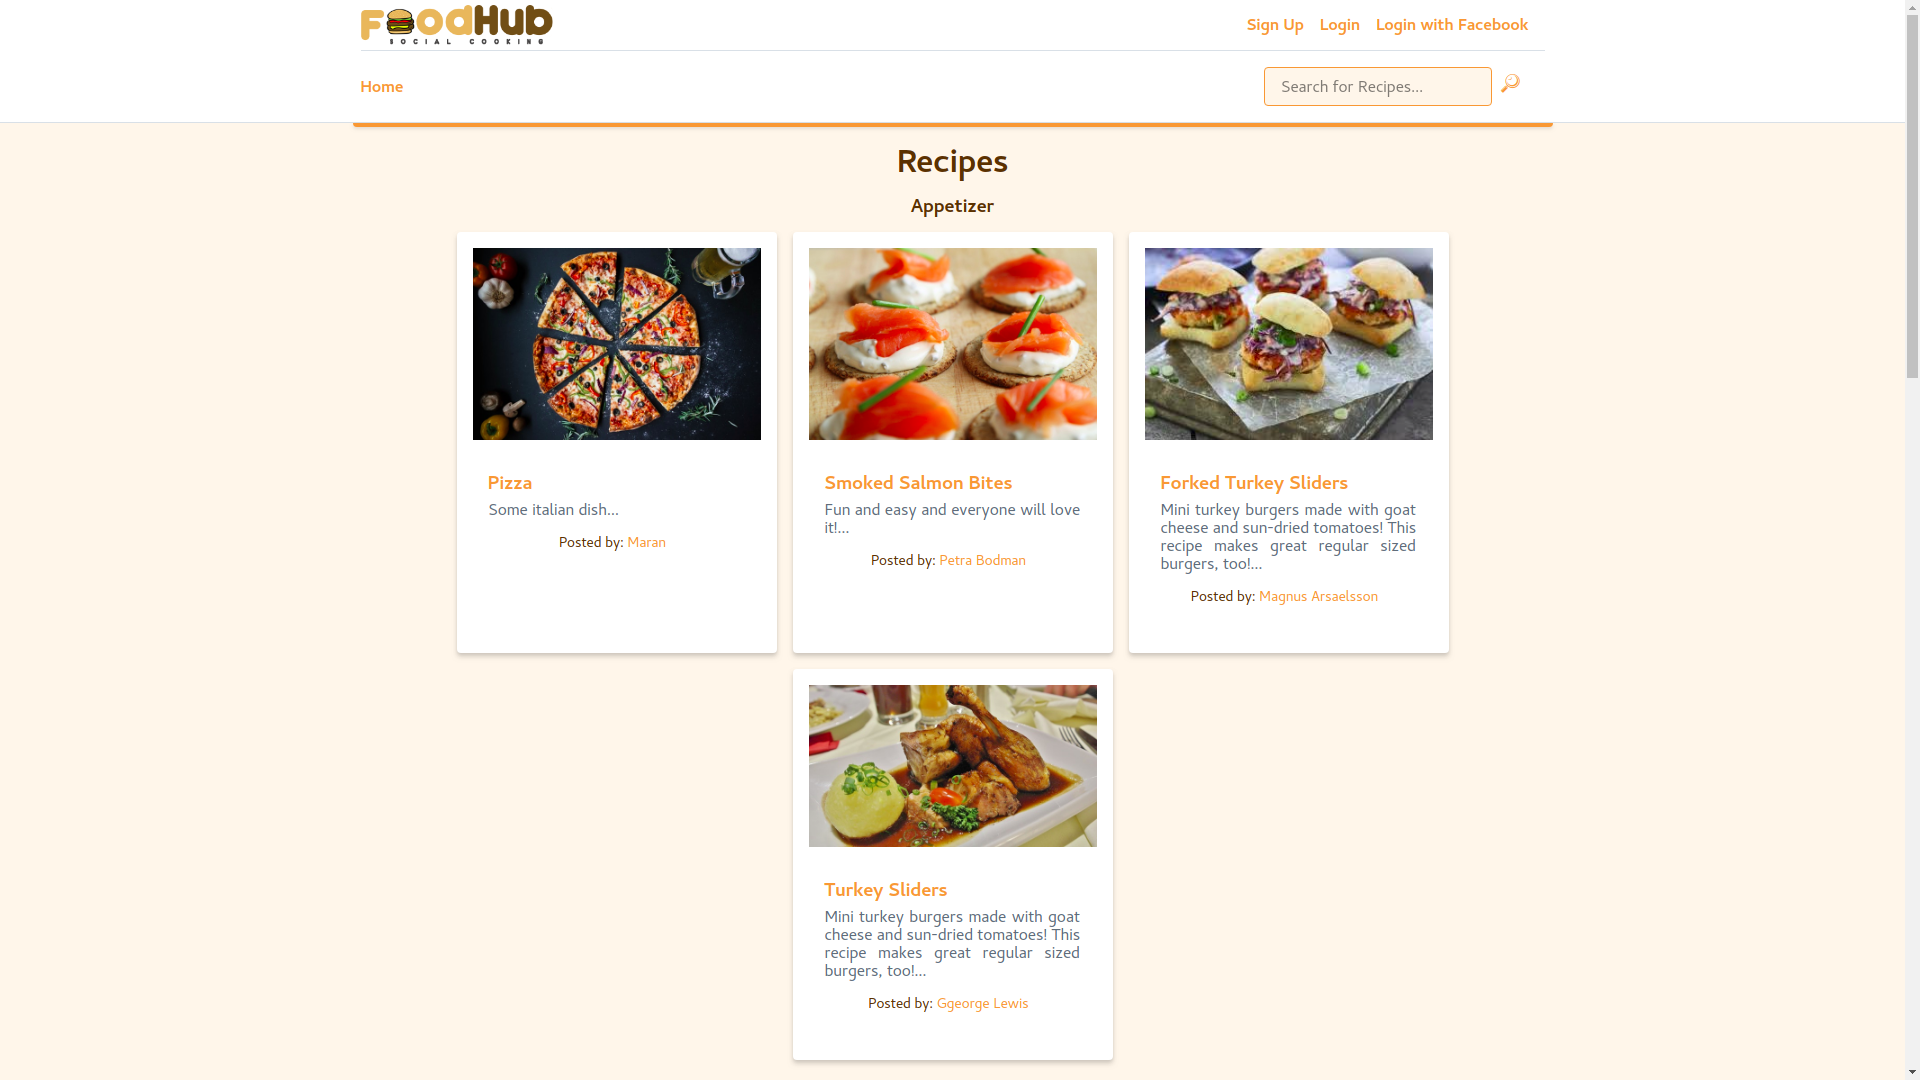 FoodHub
SOCIAL COOKING
Sign Up Login Login with Facebook
Home
Search for Recipes...
Recipes
Appetizer
Pizza
Some italian dish...
Posted by: Maran
Smoked Salmon Bites
Fun and easy and everyone will love
it!...
Posted by: Petra Bodman
Forked Turkey Sliders
Mini turkey burgers made with goat
cheese and sun-dried tomatoes! This
recipe makes great regular sized
burgers, too!...
Posted by: Magnus Arsaelsson
Turkey Sliders
Mini turkey burgers made with goat
cheese and sun-dried tomatoes! This
recipe makes great regular sized
burgers, too!...
Posted by: Ggeorge Lewis